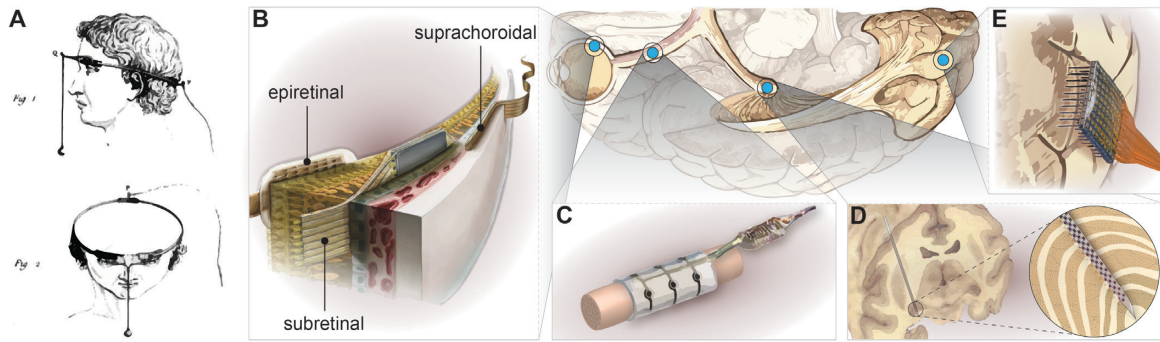 A
Fig 1
Fig 2
B
suprachoroidal
epiretinal
subretinal
C
D
E